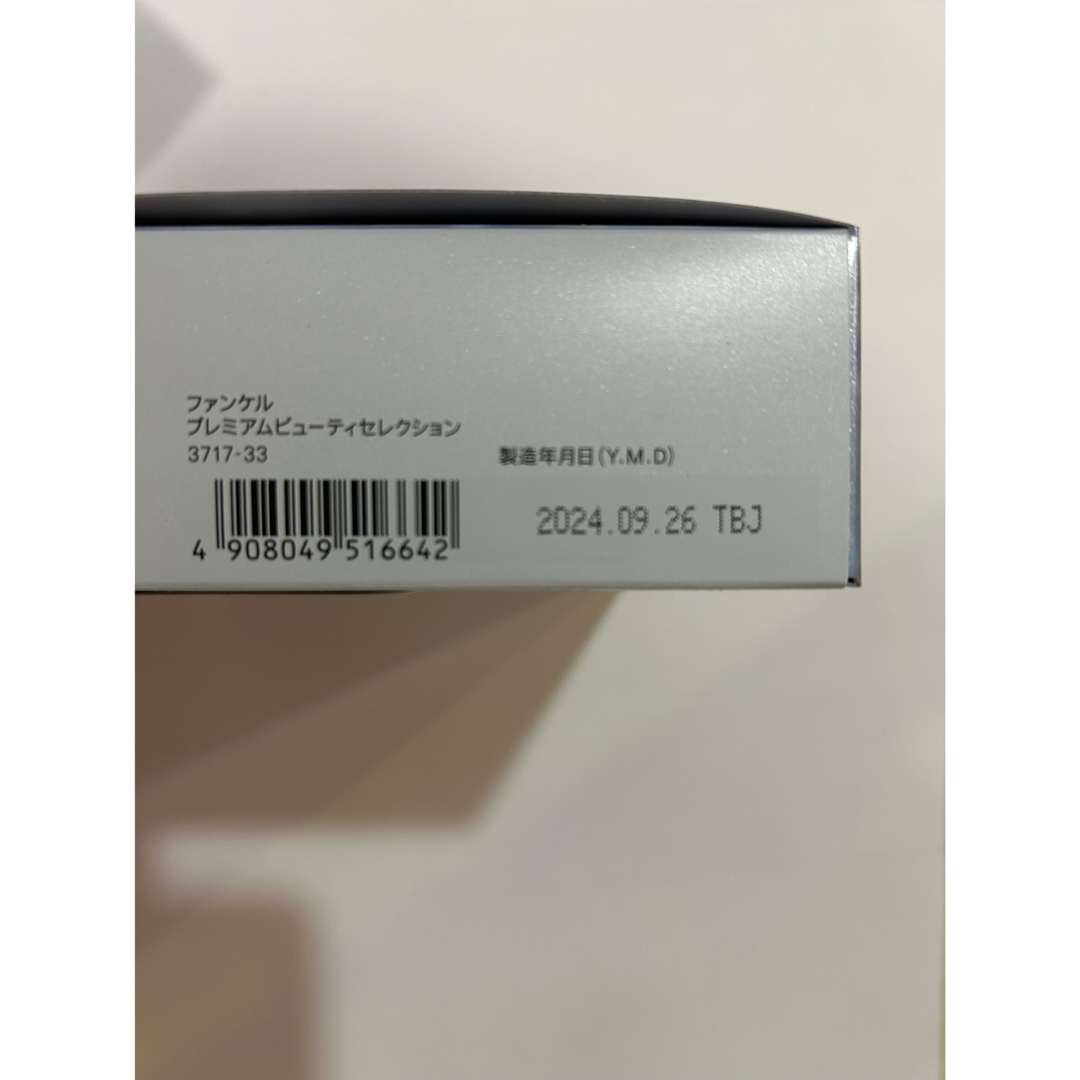 ファンケル
プレミアムビューティセレクション
3717-33
製造年月日(Y.M.D)
2024.09.26 TBJ
4 908049 516642